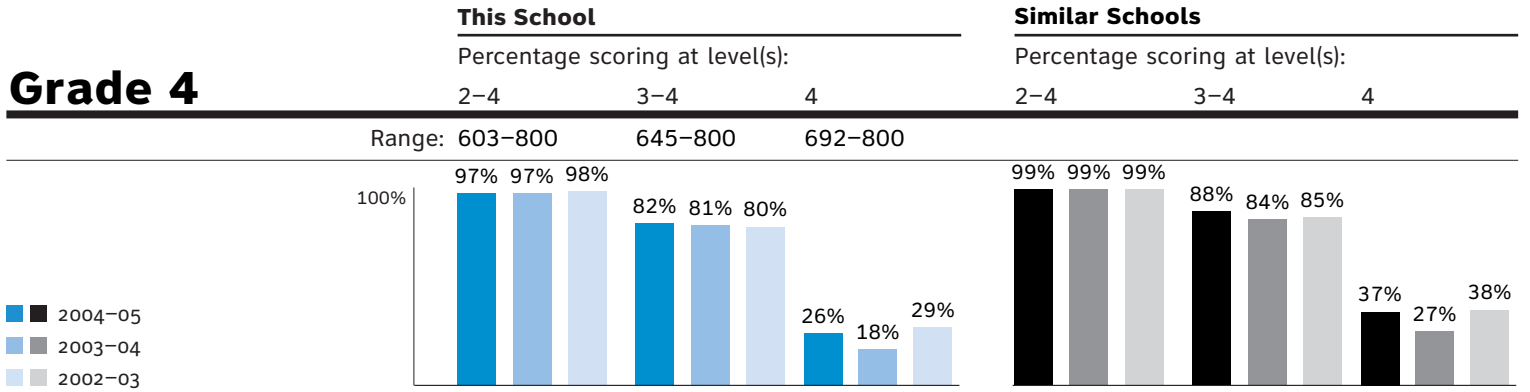 This School Similar Schools
Percentage scoring at level(s): Percentage scoring at level(s):
Grade 4 2–4 3–4 4 2–4 3–4 4
Range: 603–800 645–800 692–800
100%
97% 97% 98% 82% 81% 80% 26% 18% 29%
99% 99% 99% 88% 84% 85% 37% 27% 38%
2004–05
2003–04
2002–03